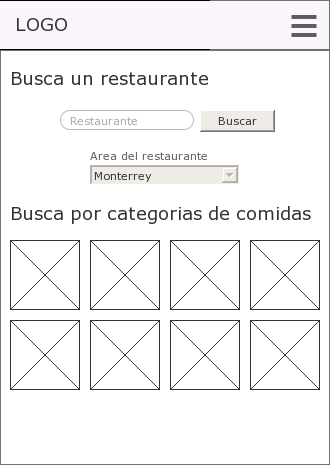 LOGO
Busca un restaurante
Restaurante
Buscar
Area del restaurante
Monterrey
Busca por categorias de comidas